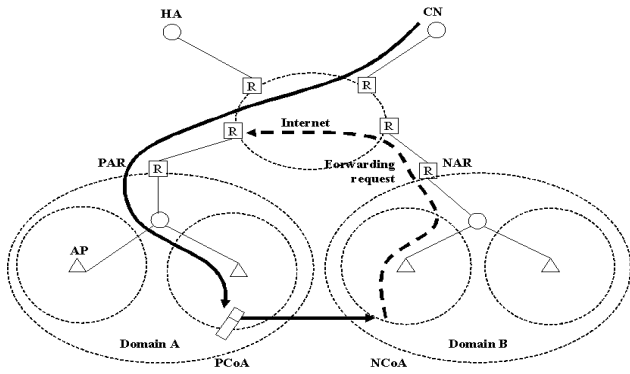 HA
CN
R
R
R
Internet
R
PAR
R
Forwarding
request
R
NAR
AP
Domain A
PCoA
NCoA
Domain B